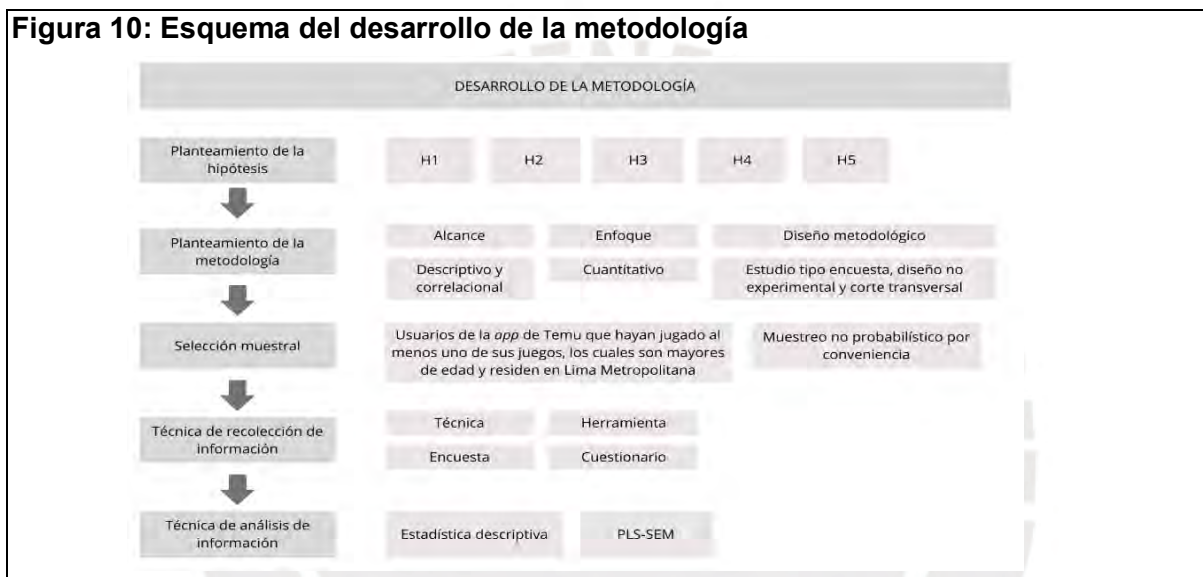 Figura 10: Esquema del desarrollo de la metodología
DESARROLLO DE LA METODOLOGÍA
Planteamiento de la
hipótesis
H1
H2
H3
H4
H5
Planteamiento de la
metodología
Alcance
Enfoque
Diseño metodológico
Descriptivo y
correlacional
Cuantitativo
Estudio tipo encuesta, diseño no
experimental y corte transversal
Selección muestral
Usuarios de la app de Temu que hayan jugado al
menos uno de sus juegos, los cuales son mayores
de edad y residen en Lima Metropolitana
Muestreo no probabilístico por
conveniencia
Técnica de recolección de
información
Técnica
Herramienta
Encuesta
Cuestionario
Técnica de análisis de
información
Estadística descriptiva
PLS-SEM